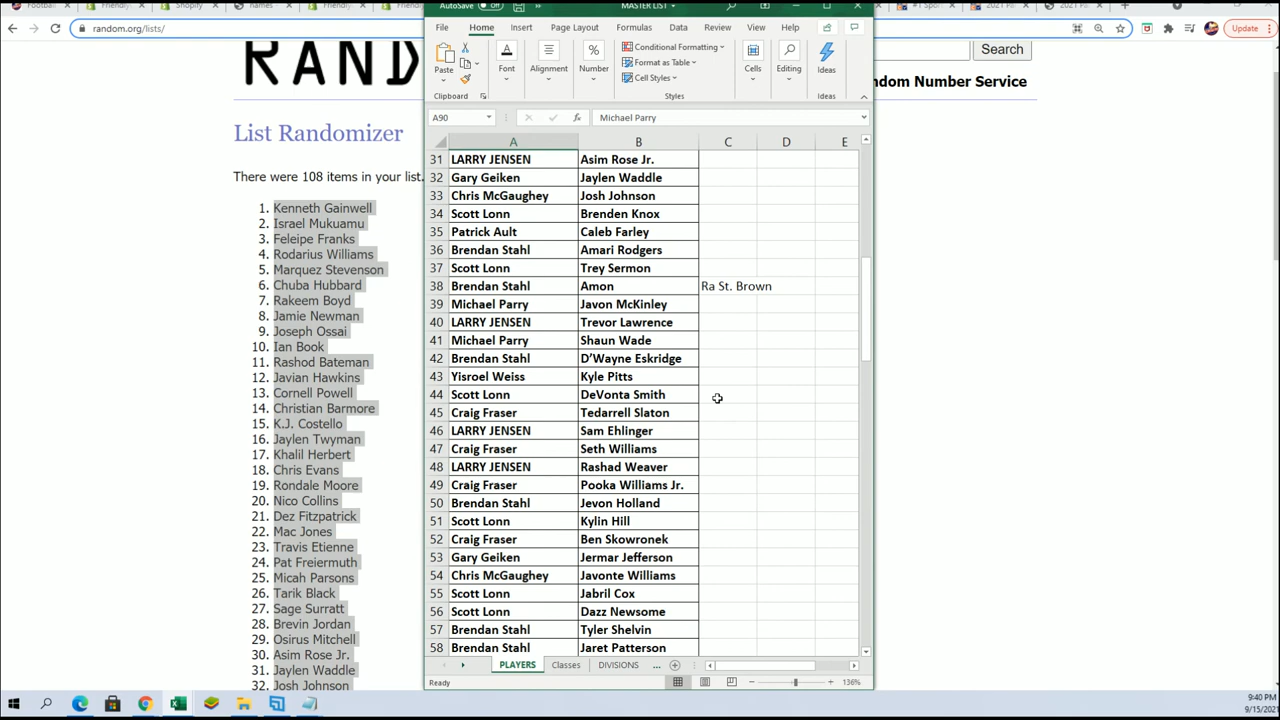 AutoSave Off MASTER LIST
random.org/lists/
Update
File Home Insert Page Layout Formulas Data Review View Help
Paste
Font
Alignment
Number
Conditional Formatting
Format as Table
Cell Styles
Cells
Editing
Ideas
Clipboard Styles Ideas
A90 Michael Parry
A B C D E
31 LARRY JENSEN Asim Rose Jr.
32 Gary Geiken Jaylen Waddle
33 Chris McGaughey Josh Johnson
34 Scott Lonn Brenden Knox
35 Patrick Ault Caleb Farley
36 Brendan Stahl Amari Rodgers
37 Scott Lonn Trey Sermon
38 Brendan Stahl Amon Ra St. Brown
39 Michael Parry Javon McKinley
40 LARRY JENSEN Trevor Lawrence
41 Michael Parry Shaun Wade
42 Brendan Stahl D’Wayne Eskridge
43 Yisroel Weiss Kyle Pitts
44 Scott Lonn DeVonta Smith
45 Craig Fraser Tedarrell Slaton
46 LARRY JENSEN Sam Ehlinger
47 Craig Fraser Seth Williams
48 LARRY JENSEN Rashad Weaver
49 Craig Fraser Pooka Williams Jr.
50 Brendan Stahl Jevon Holland
51 Scott Lonn Kylin Hill
52 Craig Fraser Ben Skowronek
53 Gary Geiken Jermar Jefferson
54 Chris McGaughey Javonte Williams
55 Scott Lonn Jabril Cox
56 Scott Lonn Dazz Newsome
57 Brendan Stahl Tyler Shelvin
58 Brendan Stahl Jaret Patterson
PLAYERS Classes DIVISIONS ...
Ready 136%
RAND
Search
ndom Number Service
List Randomizer
There were 108 items in your list.
1. Kenneth Gainwell
2. Israel Mukuamu
3. Feleipe Franks
4. Rodarius Williams
5. Marquez Stevenson
6. Chuba Hubbard
7. Rakeem Boyd
8. Jamie Newman
9. Joseph Ossai
10. Ian Book
11. Rashod Bateman
12. Javian Hawkins
13. Cornell Powell
14. Christian Barmore
15. K.J. Costello
16. Jaylen Twyman
17. Khalil Herbert
18. Chris Evans
19. Rondale Moore
20. Nico Collins
21. Dez Fitzpatrick
22. Mac Jones
23. Travis Etienne
24. Pat Freiermuth
25. Micah Parsons
26. Tarik Black
27. Sage Surratt
28. Brevin Jordan
29. Osirus Mitchell
30. Asim Rose Jr.
31. Jaylen Waddle
32. Josh Johnson
9:40 PM
9/15/2021